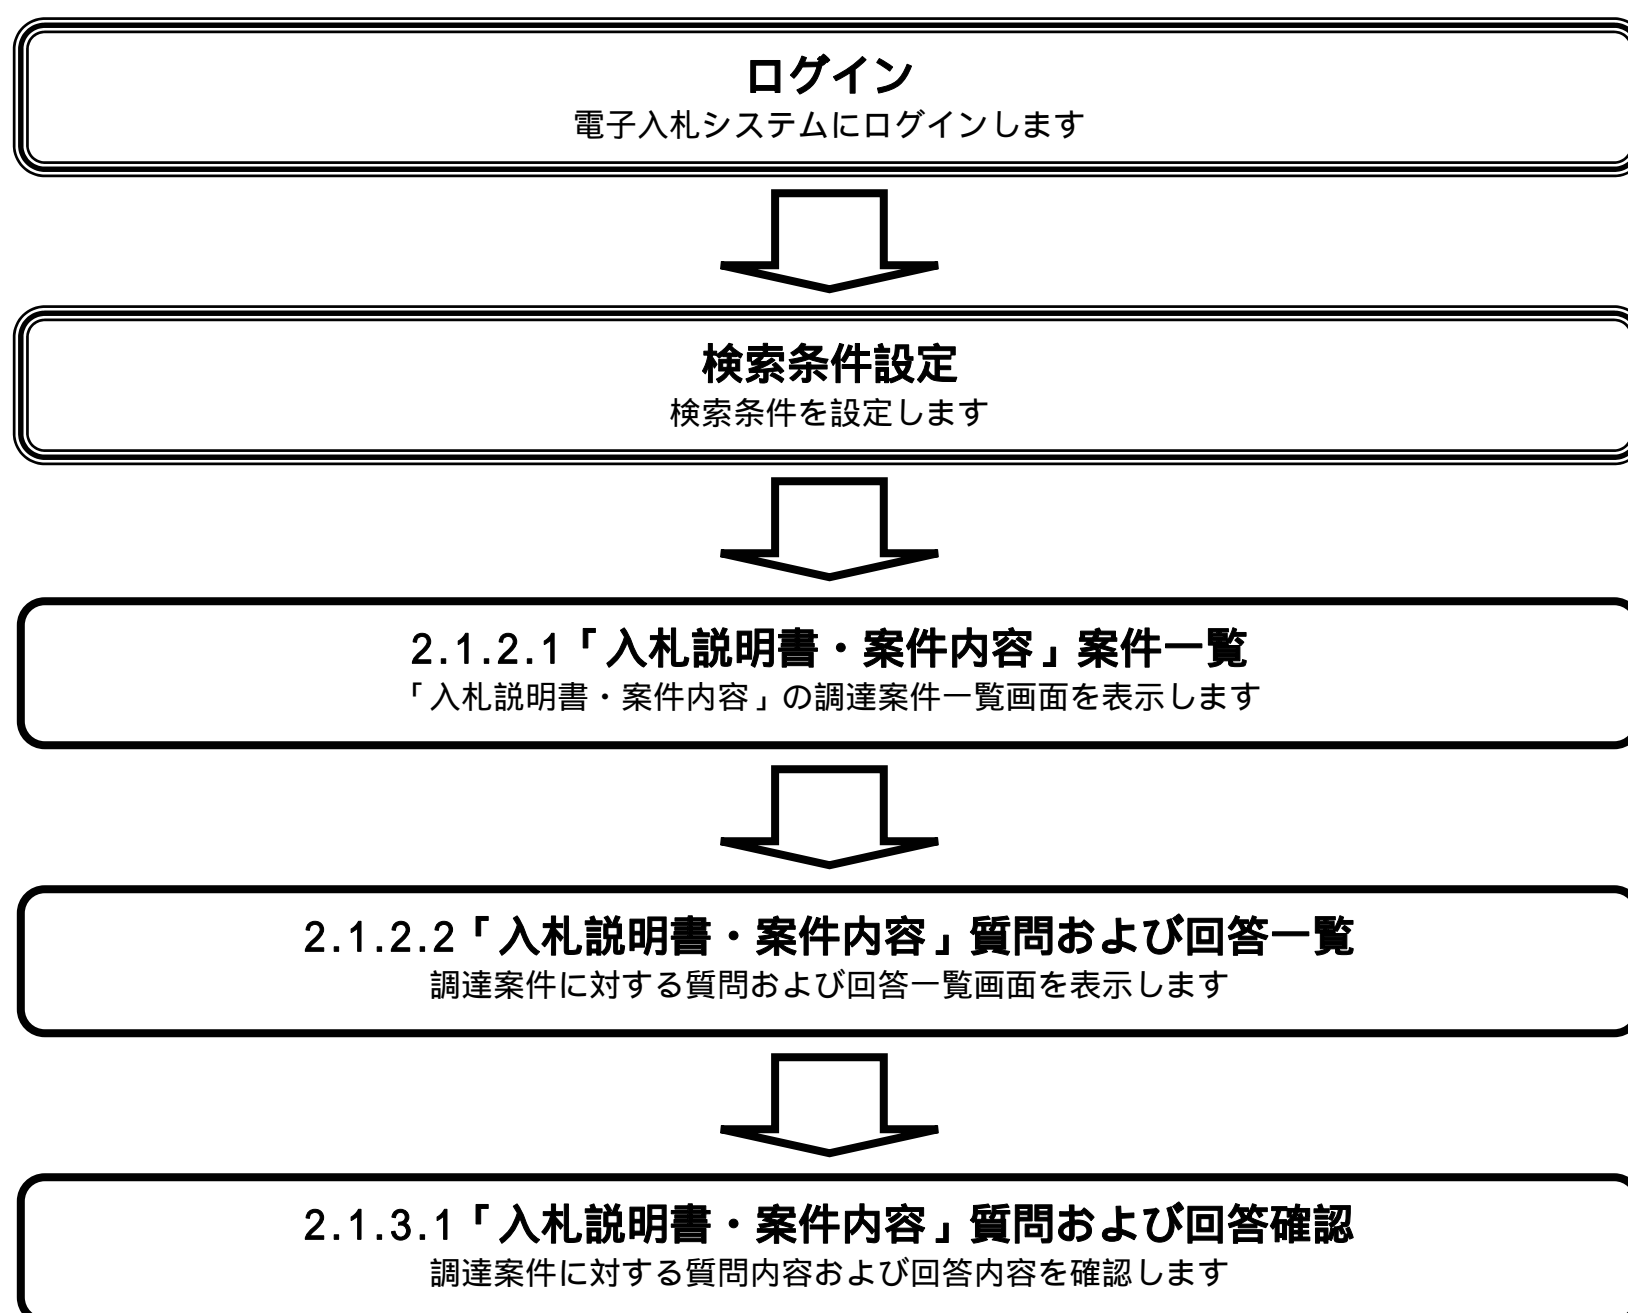 ログイン
電子入札システムにログインします
検索条件設定
検索条件を設定します
2.1.2.1「入札説明書・案件内容」案件一覧
「入札説明書・案件内容」の調達案件一覧画面を表示します
2.1.2.2「入札説明書・案件内容」質問および回答一覧
調達案件に対する質問および回答一覧画面を表示します
2.1.3.1「入札説明書・案件内容」質問および回答確認
調達案件に対する質問内容および回答内容を確認します